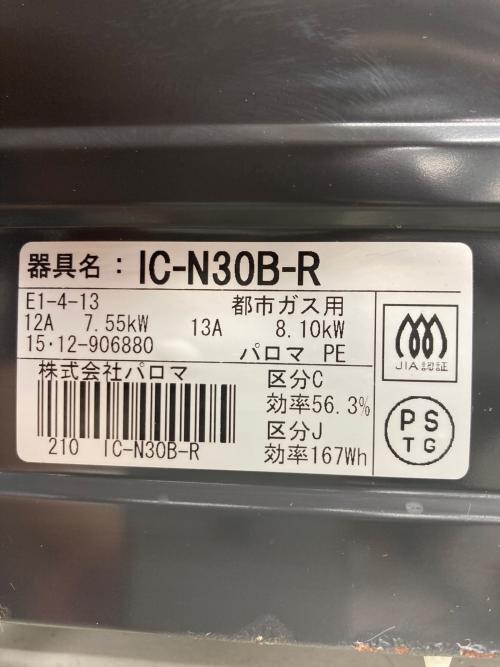 器具名：IC-N30B-R
E1-4-13 都市ガス用
12A 7.55kW 13A 8.10kW
15・12-906880 パロマ PE
株式会社パロマ
210 IC-N30B-R
区分C
効率56.3%
区分J
効率167Wh
JIA認証
PS
TG